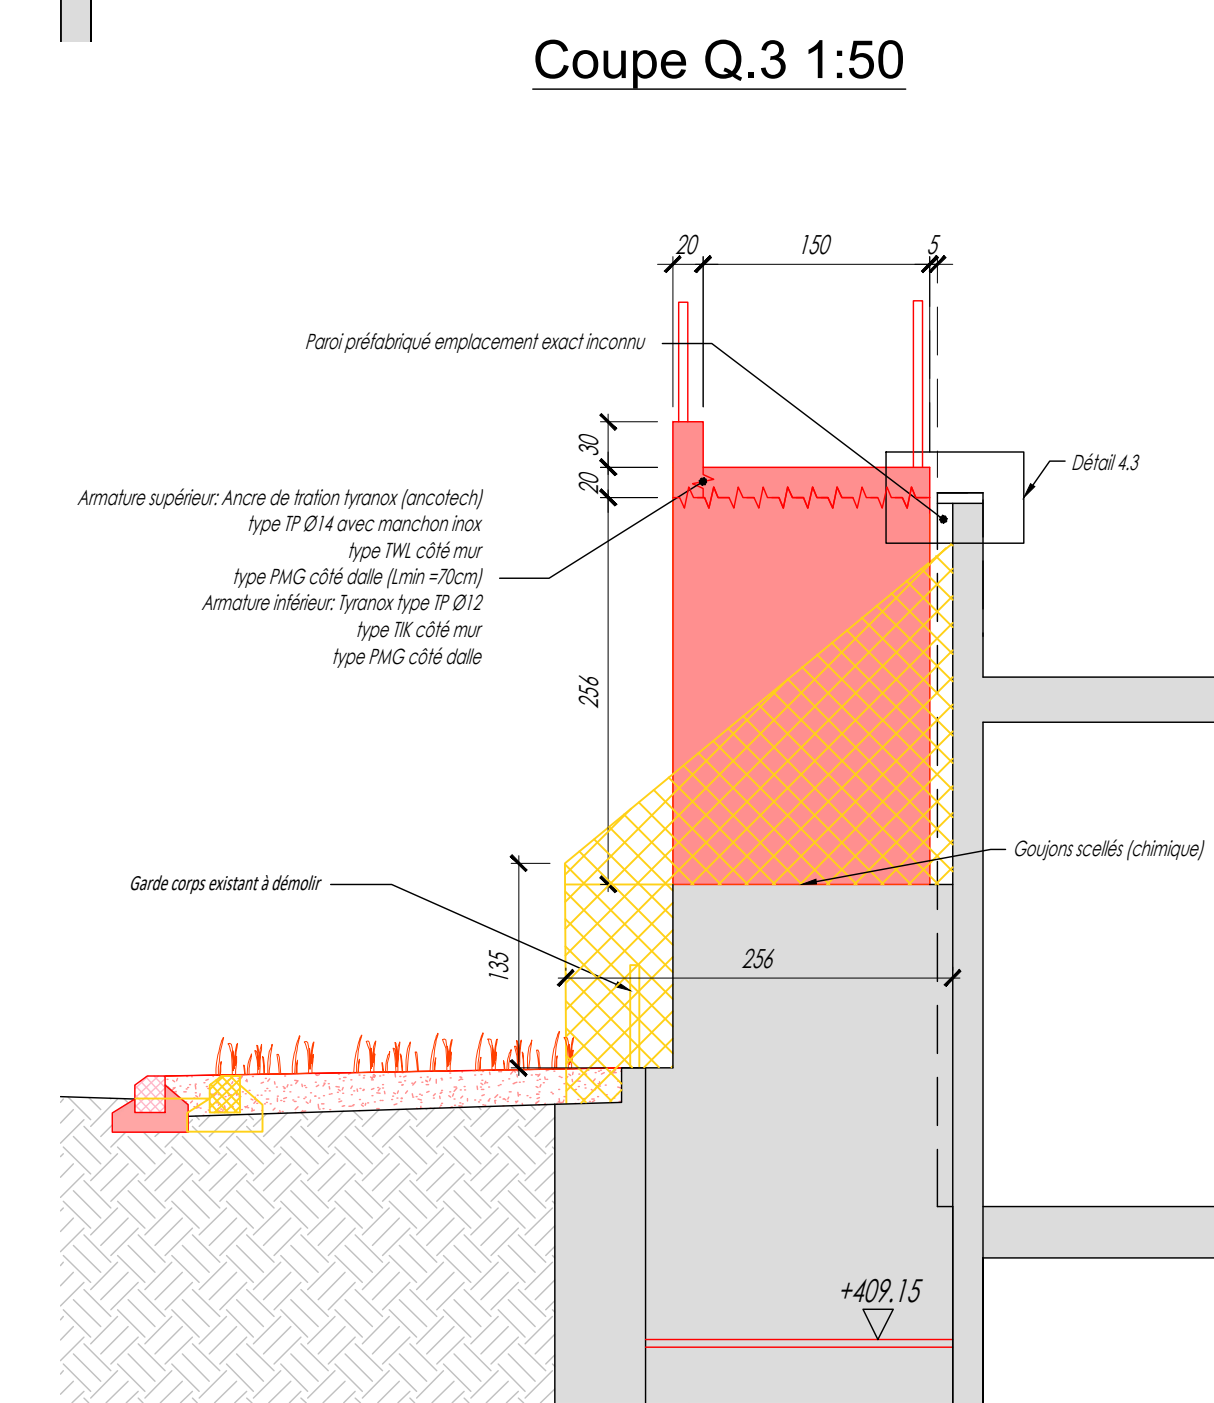 Coupe Q.3 1:50
20
150
5
Paroi préfabriqué emplacement exact inconnu
30
20
Détail 4.3
Armature supérieur: Ancre de tration tyranox (ancotech)
type TP Ø14 avec manchon inox
type TWL côté mur
type PMG côté dalle (Lmin =70cm)
Armature inférieur: Tyranox type TP Ø12
type TIK côté mur
type PMG côté dalle
256
Goujons scellés (chimique)
Garde corps existant à démolir
135
256
+409.15